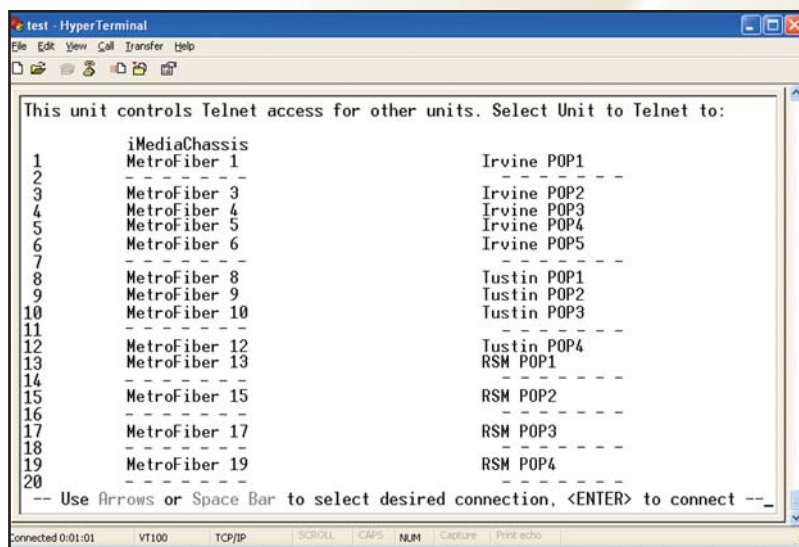 test - HyperTerminal
File Edit View Call Transfer Help
This unit controls Telnet access for other units. Select Unit to Telnet to:
iMediaChassis
1 MetroFiber 1 Irvine POP1
2 - - - - - - - - - - - - - -
3 MetroFiber 3 Irvine POP2
4 MetroFiber 4 Irvine POP3
5 MetroFiber 5 Irvine POP4
6 MetroFiber 6 Irvine POP5
7 - - - - - - - - - - - - - -
8 MetroFiber 8 Tustin POP1
9 MetroFiber 9 Tustin POP2
10 MetroFiber 10 Tustin POP3
11 - - - - - - - - - - - - - -
12 MetroFiber 12 Tustin POP4
13 MetroFiber 13 RSM POP1
14 - - - - - - - - - - - - - -
15 MetroFiber 15 RSM POP2
16 - - - - - - - - - - - - - -
17 MetroFiber 17 RSM POP3
18 - - - - - - - - - - - - - -
19 MetroFiber 19 RSM POP4
20 - - - - - - - - - - - - - -
-- Use Arrows or Space Bar to select desired connection, <ENTER> to connect --_
Connected 0:01:01 VT100 TCP/IP SCROLL CAPS NUM Capture Print echo